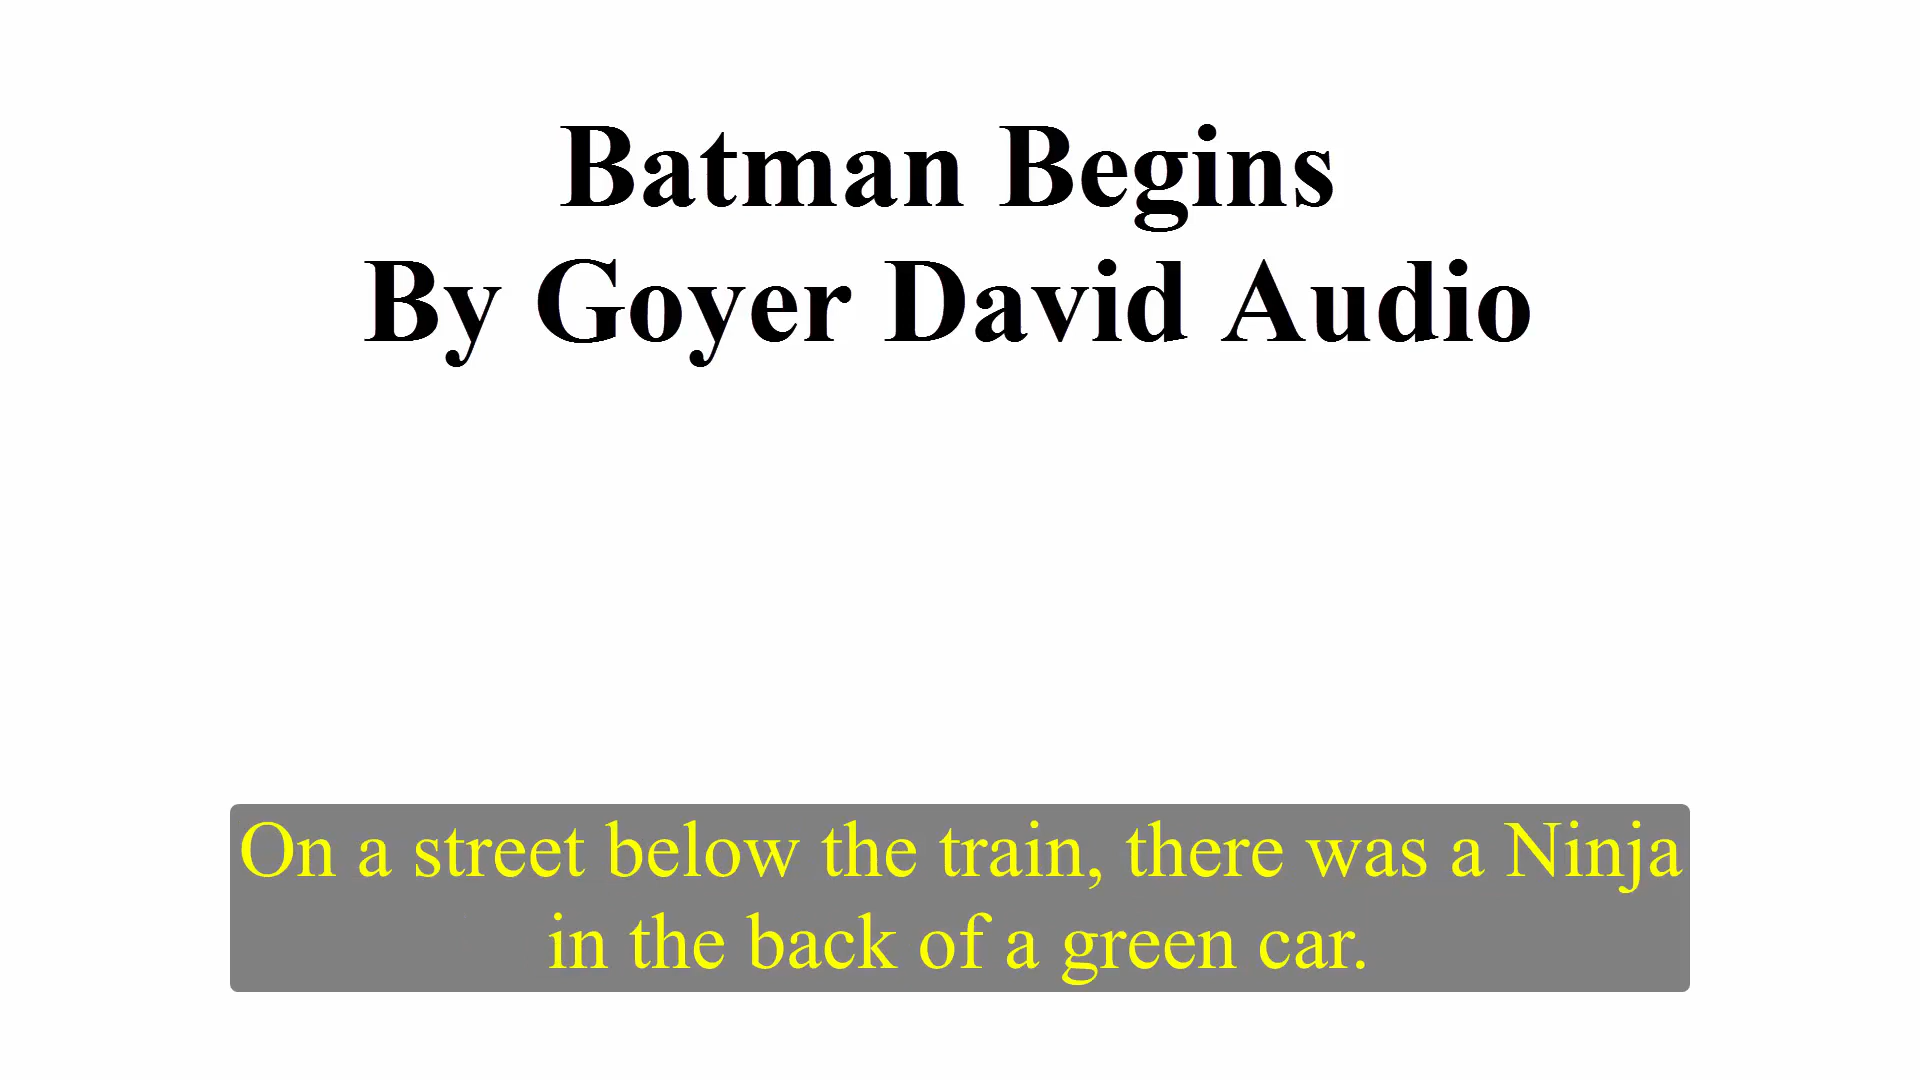 Batman Begins
By Goyer David Audio
On a street below the train, there was a Ninja
in the back of a green car.